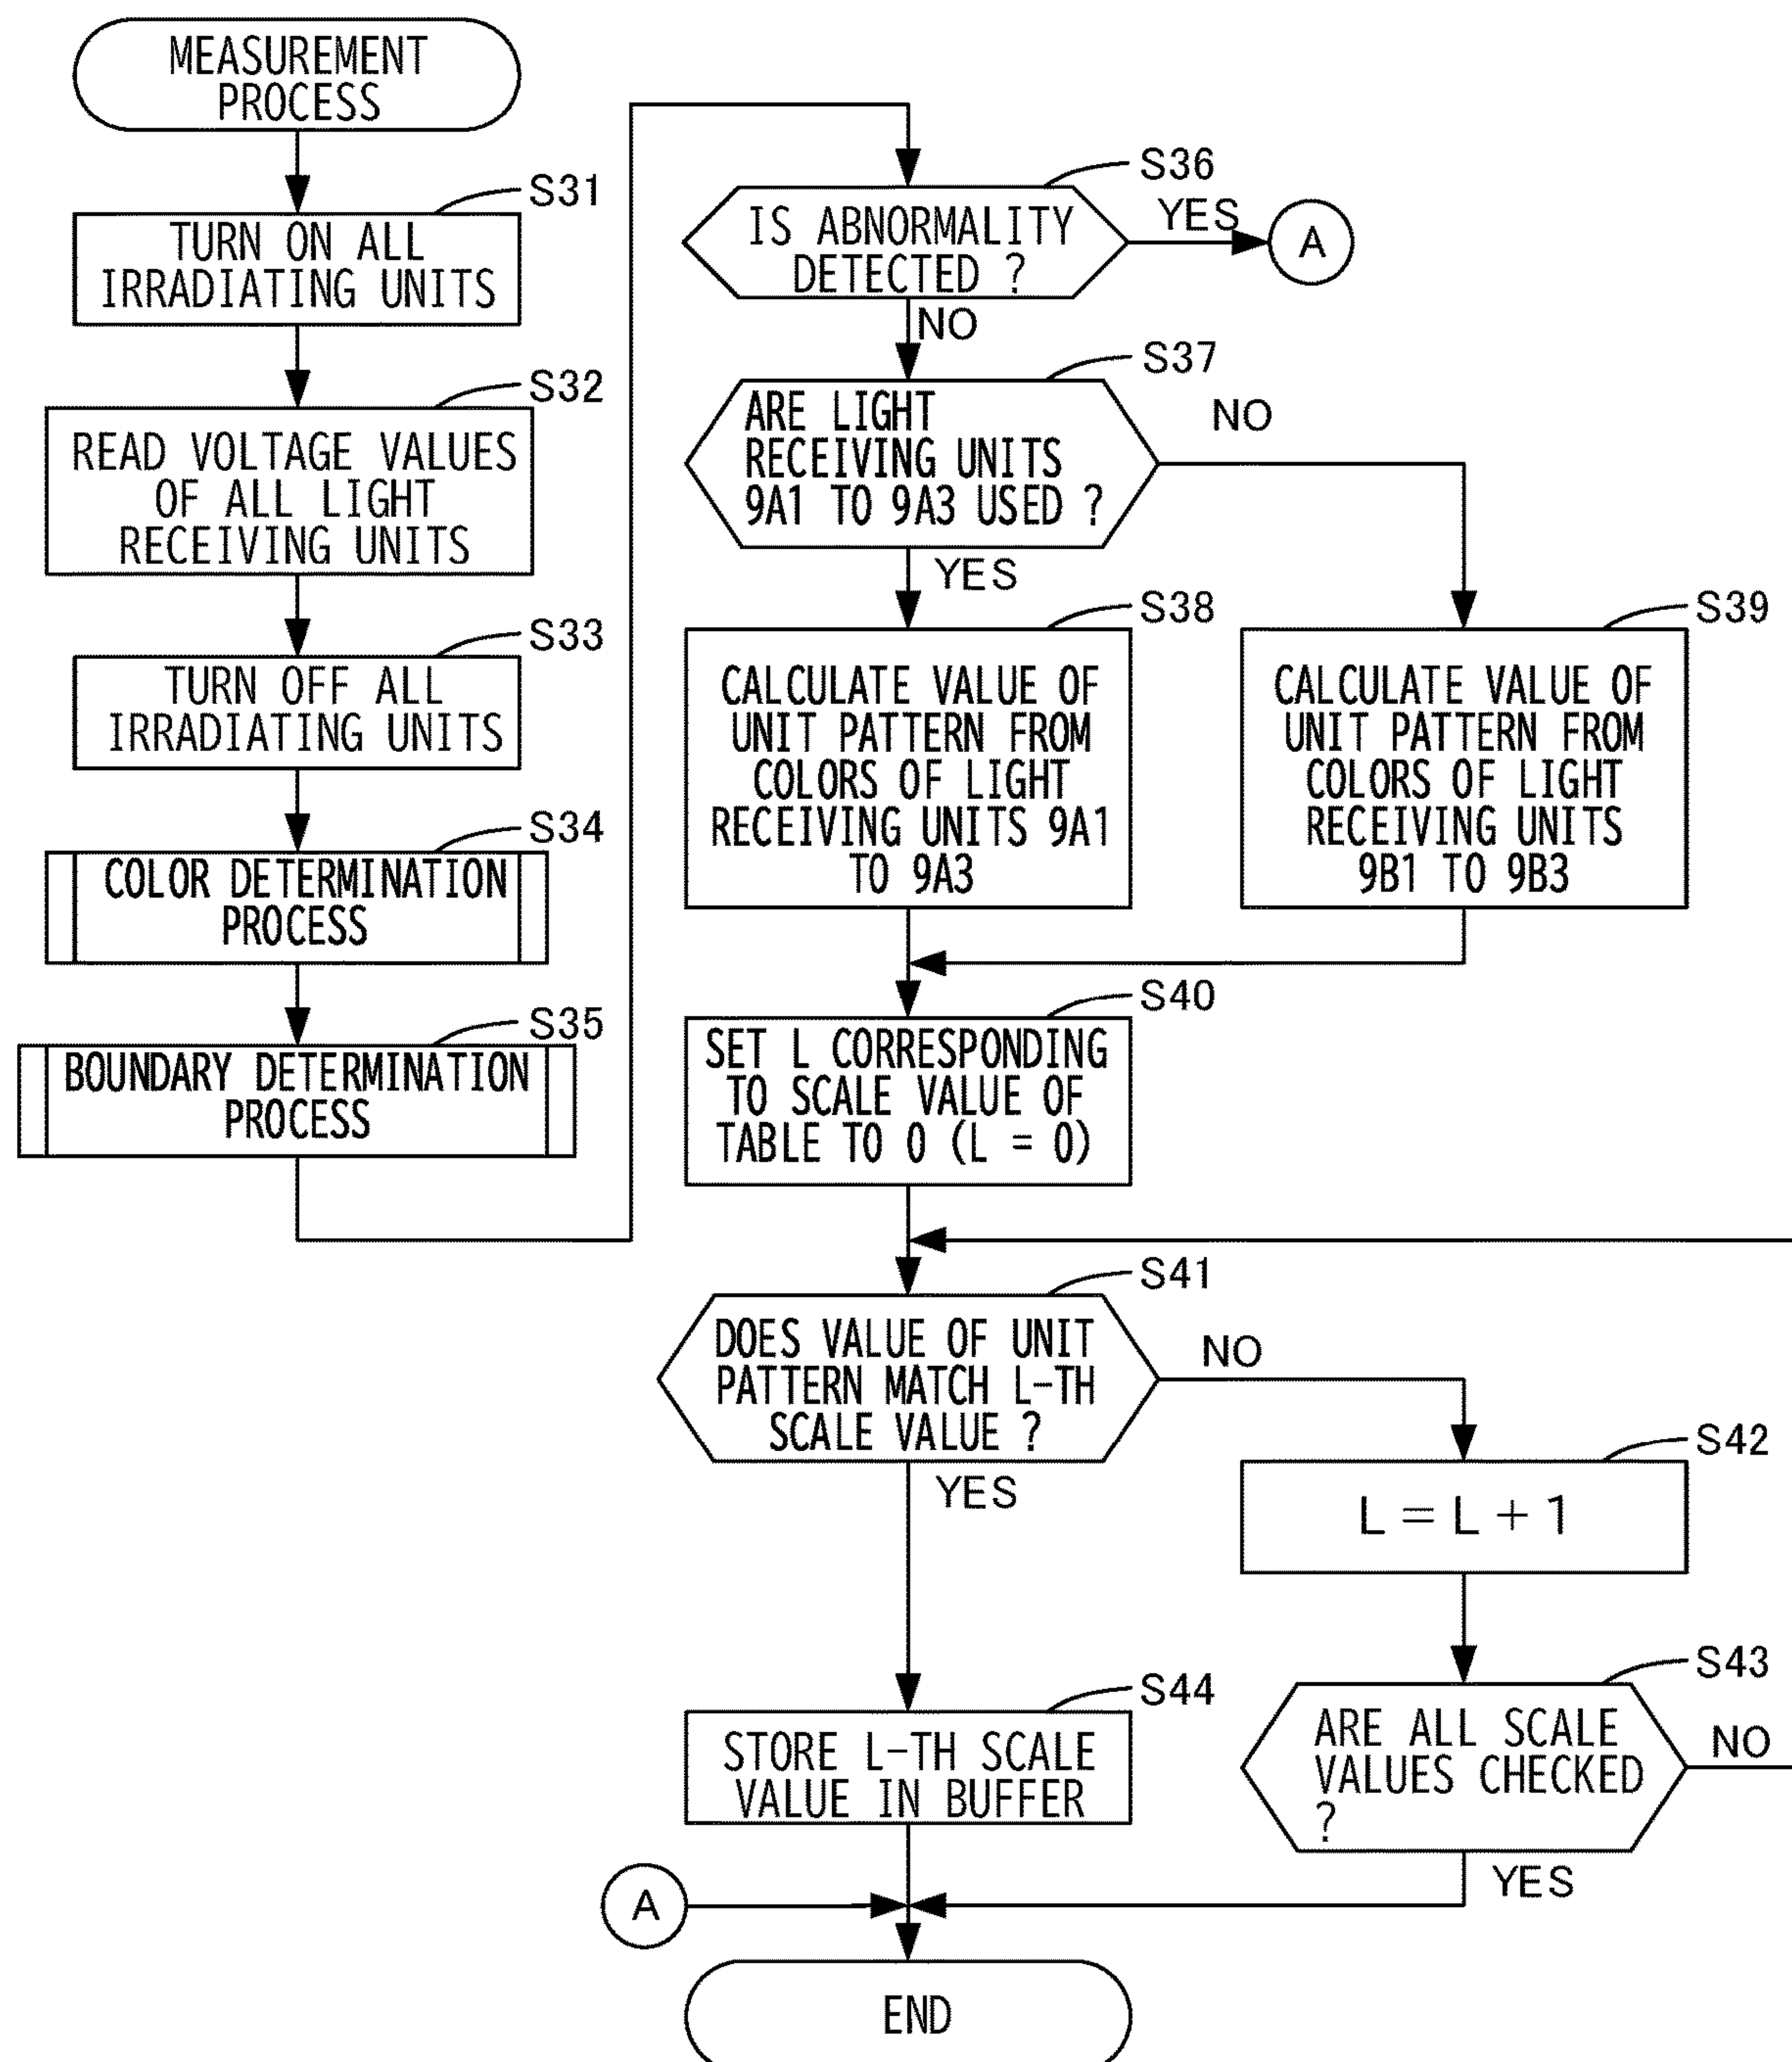 MEASUREMENT
PROCESS
S31
TURN ON ALL
IRRADIATING UNITS
S32
READ VOLTAGE VALUES
OF ALL LIGHT
RECEIVING UNITS
S33
TURN OFF ALL
IRRADIATING UNITS
S34
COLOR DETERMINATION
PROCESS
S35
BOUNDARY DETERMINATION
PROCESS
S36
IS ABNORMALITY
DETECTED ?
YES
A
NO
S37
ARE LIGHT
RECEIVING UNITS
9A1 TO 9A3 USED ?
NO
YES
S38
CALCULATE VALUE OF
UNIT PATTERN FROM
COLORS OF LIGHT
RECEIVING UNITS 9A1
TO 9A3
S39
CALCULATE VALUE OF
UNIT PATTERN FROM
COLORS OF LIGHT
RECEIVING UNITS
9B1 TO 9B3
S40
SET L CORRESPONDING
TO SCALE VALUE OF
TABLE TO 0 (L = 0)
S41
DOES VALUE OF UNIT
PATTERN MATCH L-TH
SCALE VALUE ?
NO
YES
S42
L = L + 1
S43
ARE ALL SCALE
VALUES CHECKED
?
NO
YES
S44
STORE L-TH SCALE
VALUE IN BUFFER
A
END